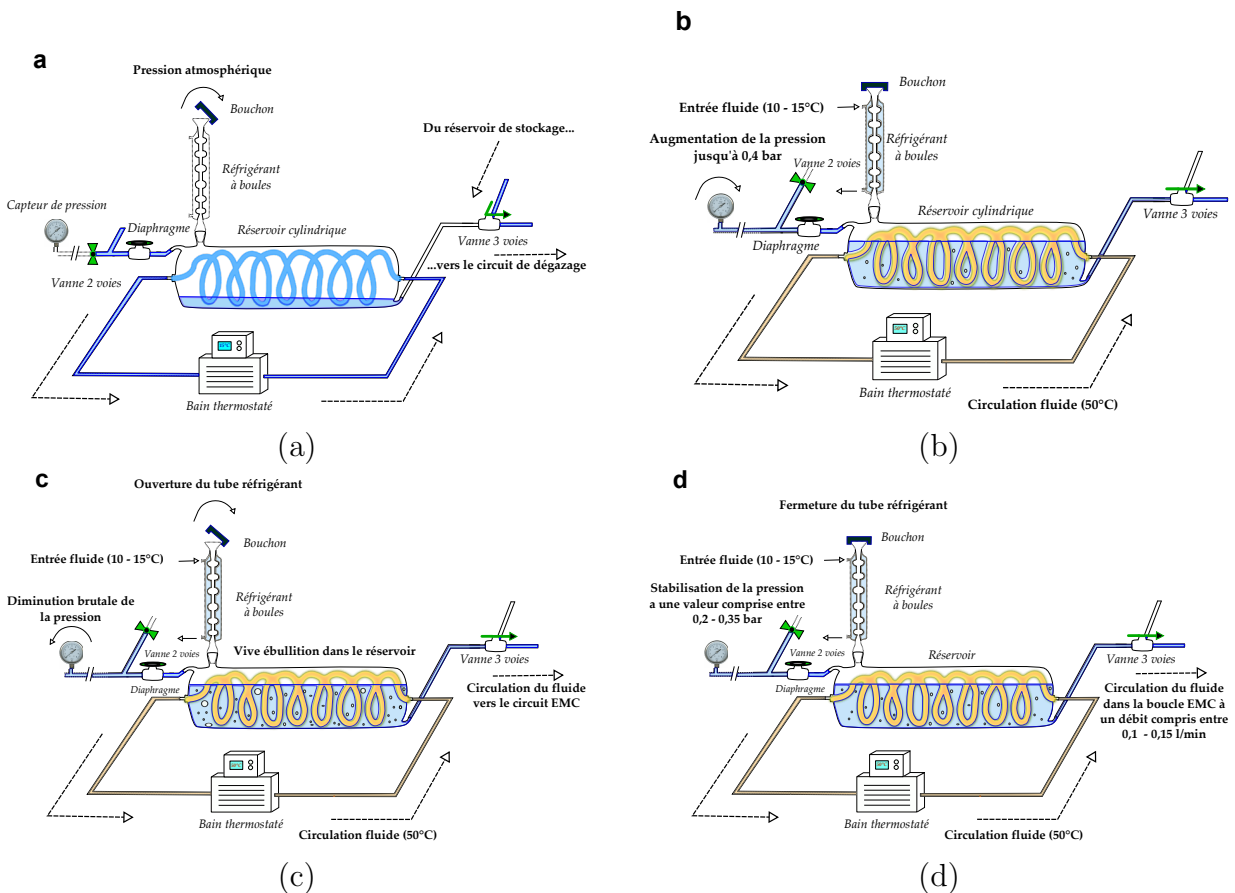 a
Pression atmosphérique
Bouchon
Du réservoir de stockage...
Réfrigérant
à boules
Capteur de pression
Diaphragme
Réservoir cylindrique
Vanne 3 voies
...vers le circuit de dégazage
Vanne 2 voies
Bain thermostaté
(a)
b
Bouchon
Entrée fluide (10 - 15°C)
Augmentation de la pression
jusqu'à 0,4 bar
Vanne 2 voies
Réfrigérant
à boules
Réservoir cylindrique
Vanne 3 voies
Diaphragme
Bain thermostaté
Circulation fluide (50°C)
(b)
c
Ouverture du tube réfrigérant
Bouchon
Entrée fluide (10 - 15°C)
Diminution brutale de
la pression
Réfrigérant
à boules
Vanne 2 voies
Vive ébullition dans le réservoir
Vanne 3 voies
Diaphragme
Circulation du fluide
vers le circuit EMC
Bain thermostaté
Circulation fluide (50°C)
(c)
d
Fermeture du tube réfrigérant
Bouchon
Entrée fluide (10 - 15°C)
Stabilisation de la pression
a une valeur comprise entre
0,2 - 0,35 bar
Réfrigérant
à boules
Vanne 2 voies
Réservoir
Vanne 3 voies
Diaphragme
Circulation du fluide
dans la boucle EMC à
un débit compris entre
0,1 - 0,15 l/min
Bain thermostaté
Circulation fluide (50°C)
(d)